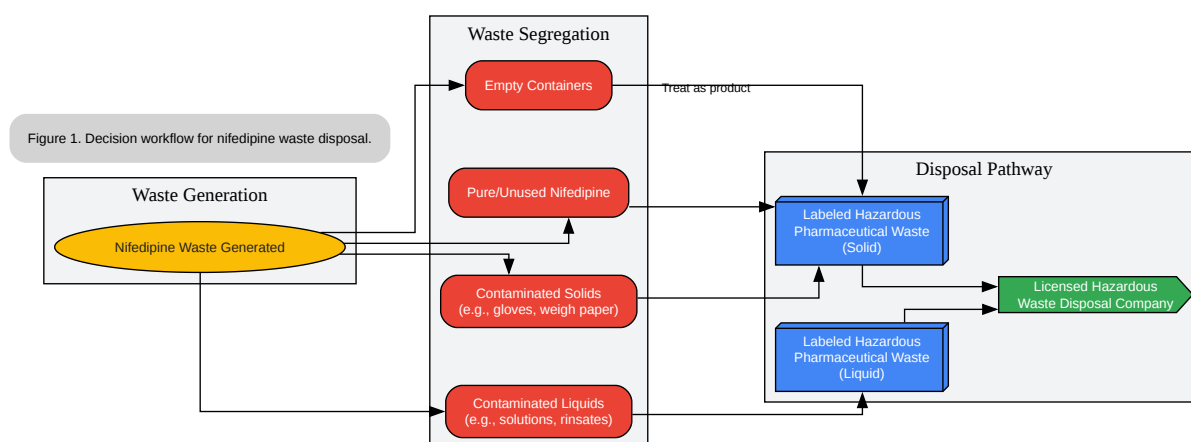 Waste Segregation
Empty Containers
Treat as product
Figure 1. Decision workflow for nifedipine waste disposal.
Waste Generation
Nifedipine Waste Generated
Pure/Unused Nifedipine
Contaminated Solids
(e.g., gloves, weigh paper)
Contaminated Liquids
(e.g., solutions, rinsates)
Disposal Pathway
Labeled Hazardous
Pharmaceutical Waste
(Solid)
Labeled Hazardous
Pharmaceutical Waste
(Liquid)
Licensed Hazardous
Waste Disposal Company